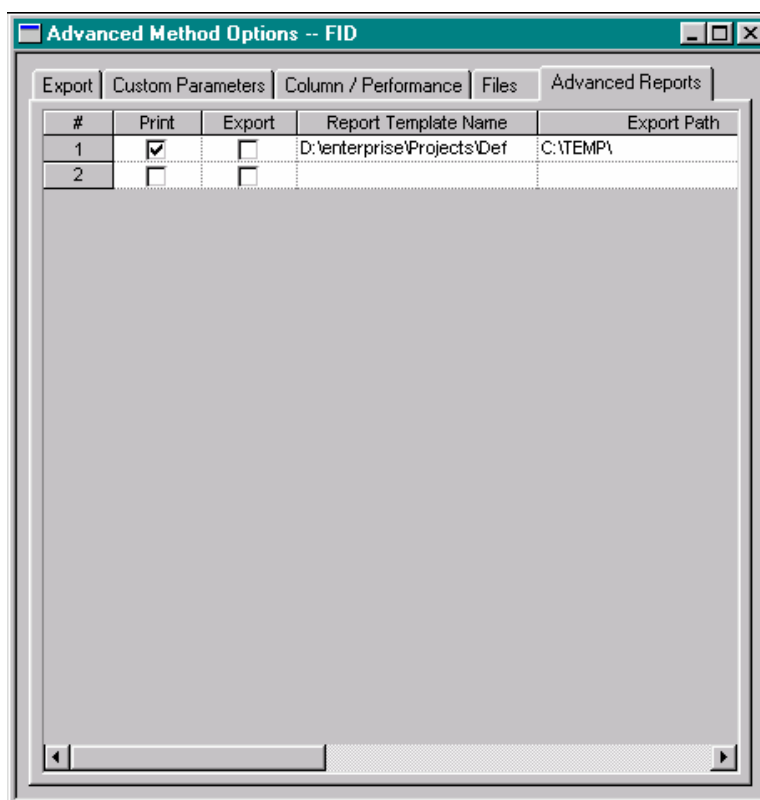 Advanced Method Options -- FID
Export Custom Parameters Column / Performance Files Advanced Reports
# Print Export Report Template Name Export Path
1 D:\enterprise\Projects\Def C:\TEMP\
2